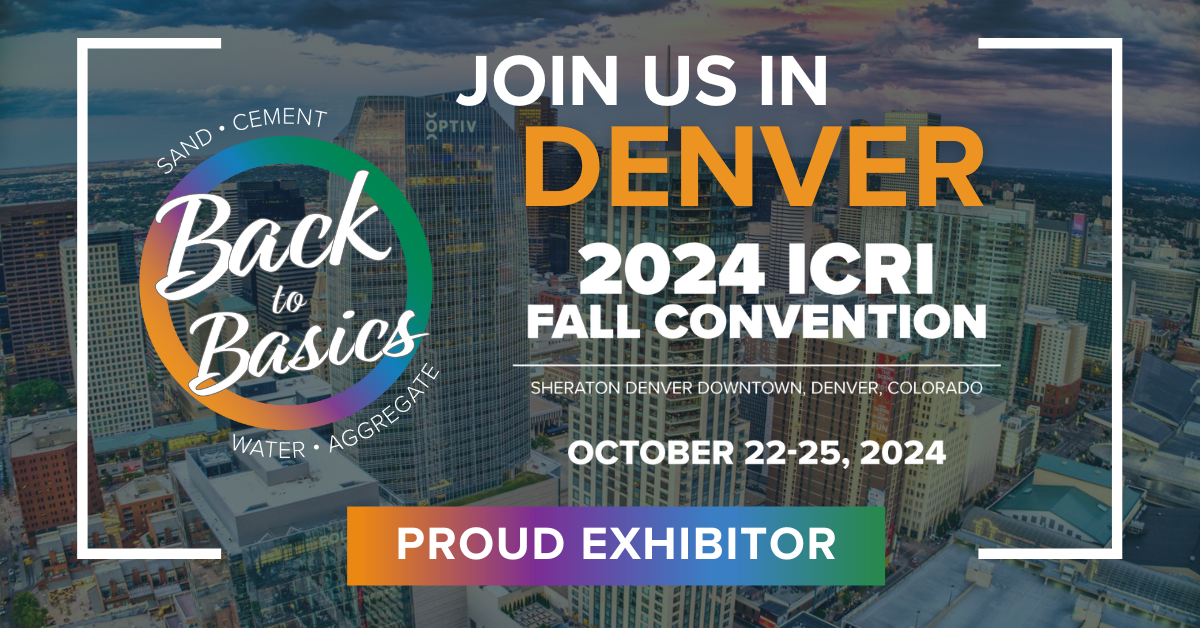 JOIN US IN
DENVER
OPTIV
SAND • CEMENT
Back
to
Basics
WATER • AGGREGATE
2024 ICRI
FALL CONVENTION
SHERATON DENVER DOWNTOWN, DENVER, COLORADO
OCTOBER 22-25, 2024
PROUD EXHIBITOR